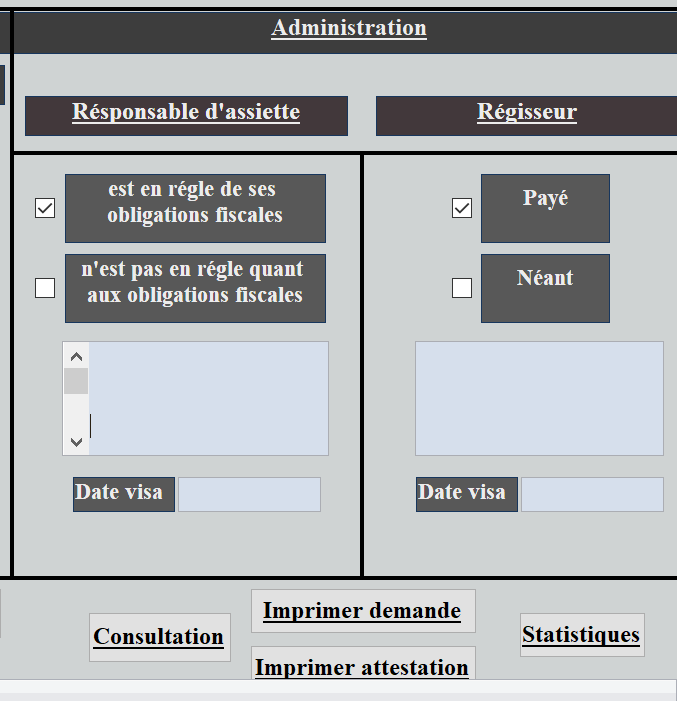 Administration
Résponsable d'assiette
Régisseur
est en régle de ses
obligations fiscales
n'est pas en régle quant
aux obligations fiscales
Payé
Néant
Date visa
Date visa
Consultation
Imprimer demande
Imprimer attestation
Statistiques